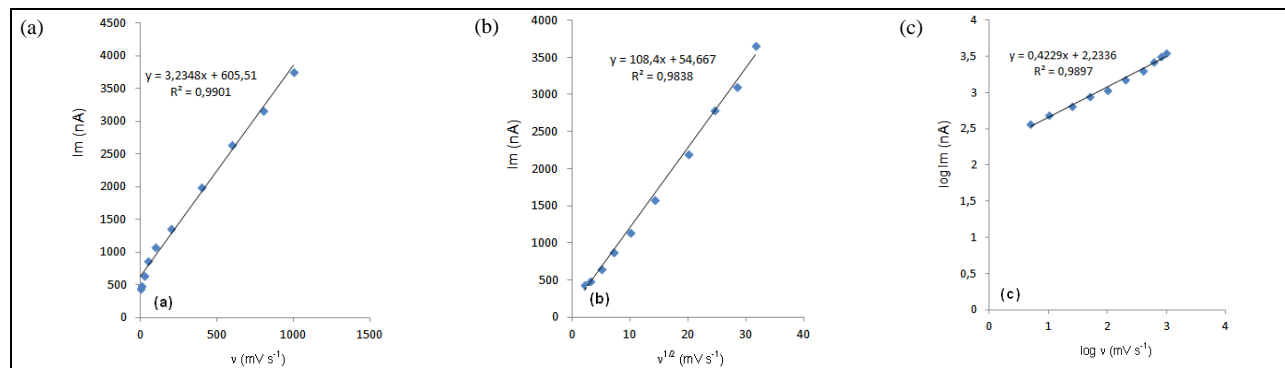 (a)
4500
4000
3500
3000
2500
2000
1500
1000
500
0
Im (nA)
y = 3,2348x + 605,51
R² = 0,9901
(a)
0 500 1000 1500
ν (mV s⁻¹)
(b)
4000
3500
3000
2500
2000
1500
1000
500
0
Im (nA)
y = 108,4x + 54,667
R² = 0,9838
(b)
0 10 20 30 40
ν¹/² (mV s⁻¹)
(c)
4
3,5
3
2,5
2
1,5
1
0,5
0
log Im (nA)
y = 0,4229x + 2,2336
R² = 0,9897
(c)
0 1 2 3 4
log ν (mV s⁻¹)